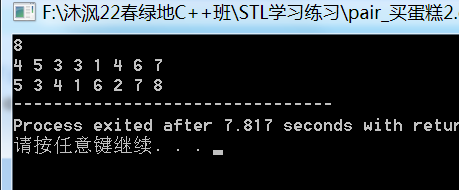 F:\沐沨22春绿地C++班\STL学习练习\pair_买蛋糕2.
8
4 5 3 3 1 4 6 7
5 3 4 1 6 2 7 8
--------------------------------
Process exited after 7.817 seconds with retur
请按任意键继续. . .